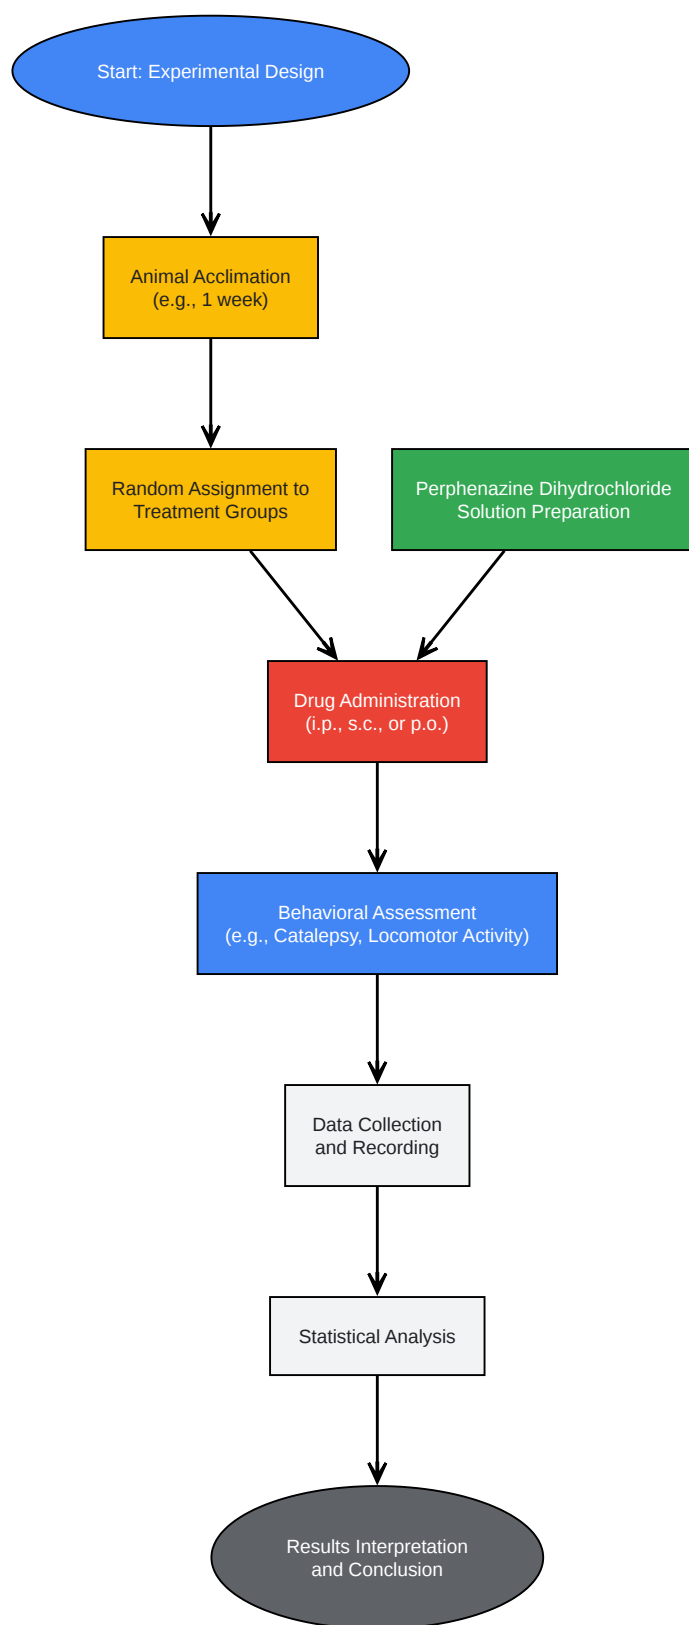 Start: Experimental Design
Animal Acclimation
(e.g., 1 week)
Random Assignment to
Treatment Groups
Perphenazine Dihydrochloride
Solution Preparation
Drug Administration
(i.p., s.c., or p.o.)
Behavioral Assessment
(e.g., Catalepsy, Locomotor Activity)
Data Collection
and Recording
Statistical Analysis
Results Interpretation
and Conclusion